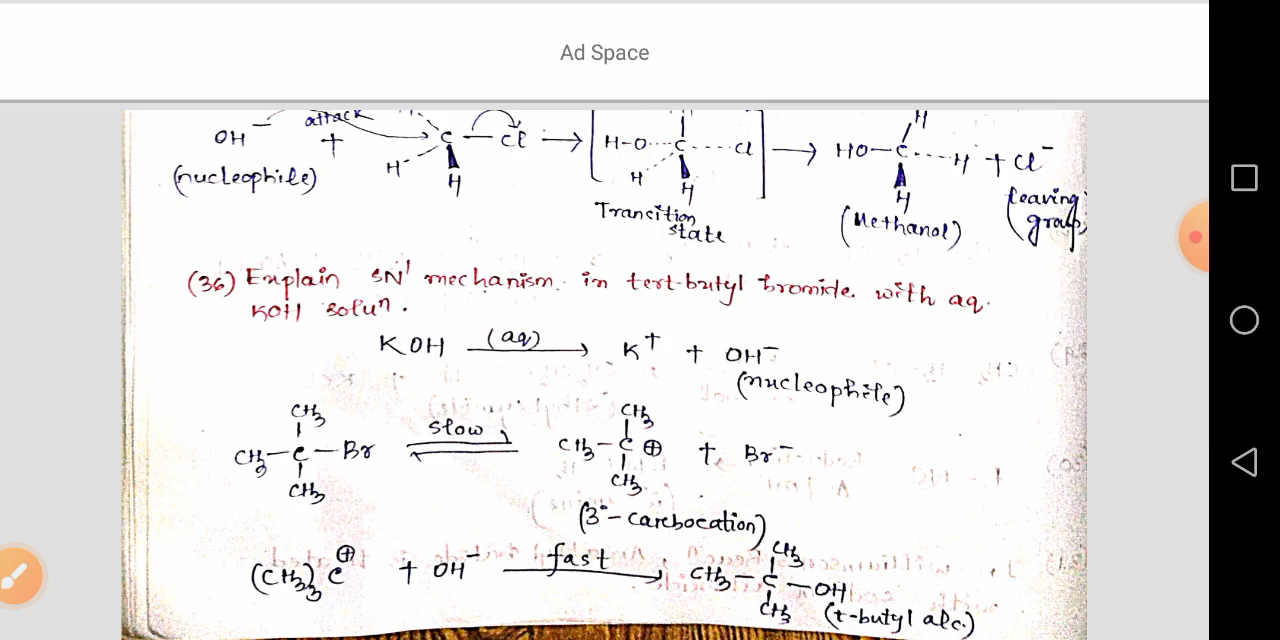 Ad Space
OH⁻ + attack C — Cl → [H-O····C····Cl] → HO—C····H + Cl⁻
(nucleophile) H H H H H H
Trancition state (Methanol) (leaving group)
(36) Explain SN¹ mechanism in tert-butyl bromide with aq.
KOH solun.
KOH (aq) → K⁺ + OH⁻
(nucleophile)
CH₃ CH₃
CH₃—C—Br slow ⇌ CH₃—C⊕ + Br⁻
CH₃ CH₃
(3°-carbocation)
CH₃
(CH₃)₃C⊕ + OH⁻ fast → CH₃—C—OH
CH₃ (t-butyl alc.)